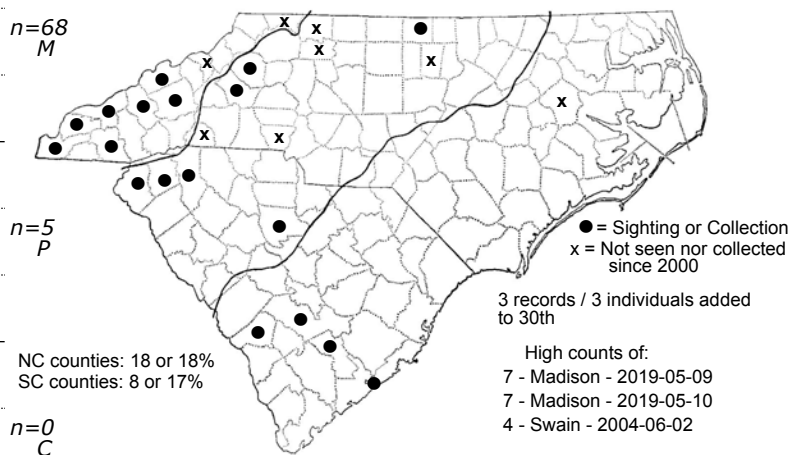 n=68
M
n=5
P
n=0
C
● = Sighting or Collection
x = Not seen nor collected
since 2000
3 records / 3 individuals added
to 30th
NC counties: 18 or 18%
SC counties: 8 or 17%
High counts of:
7 - Madison - 2019-05-09
7 - Madison - 2019-05-10
4 - Swain - 2004-06-02